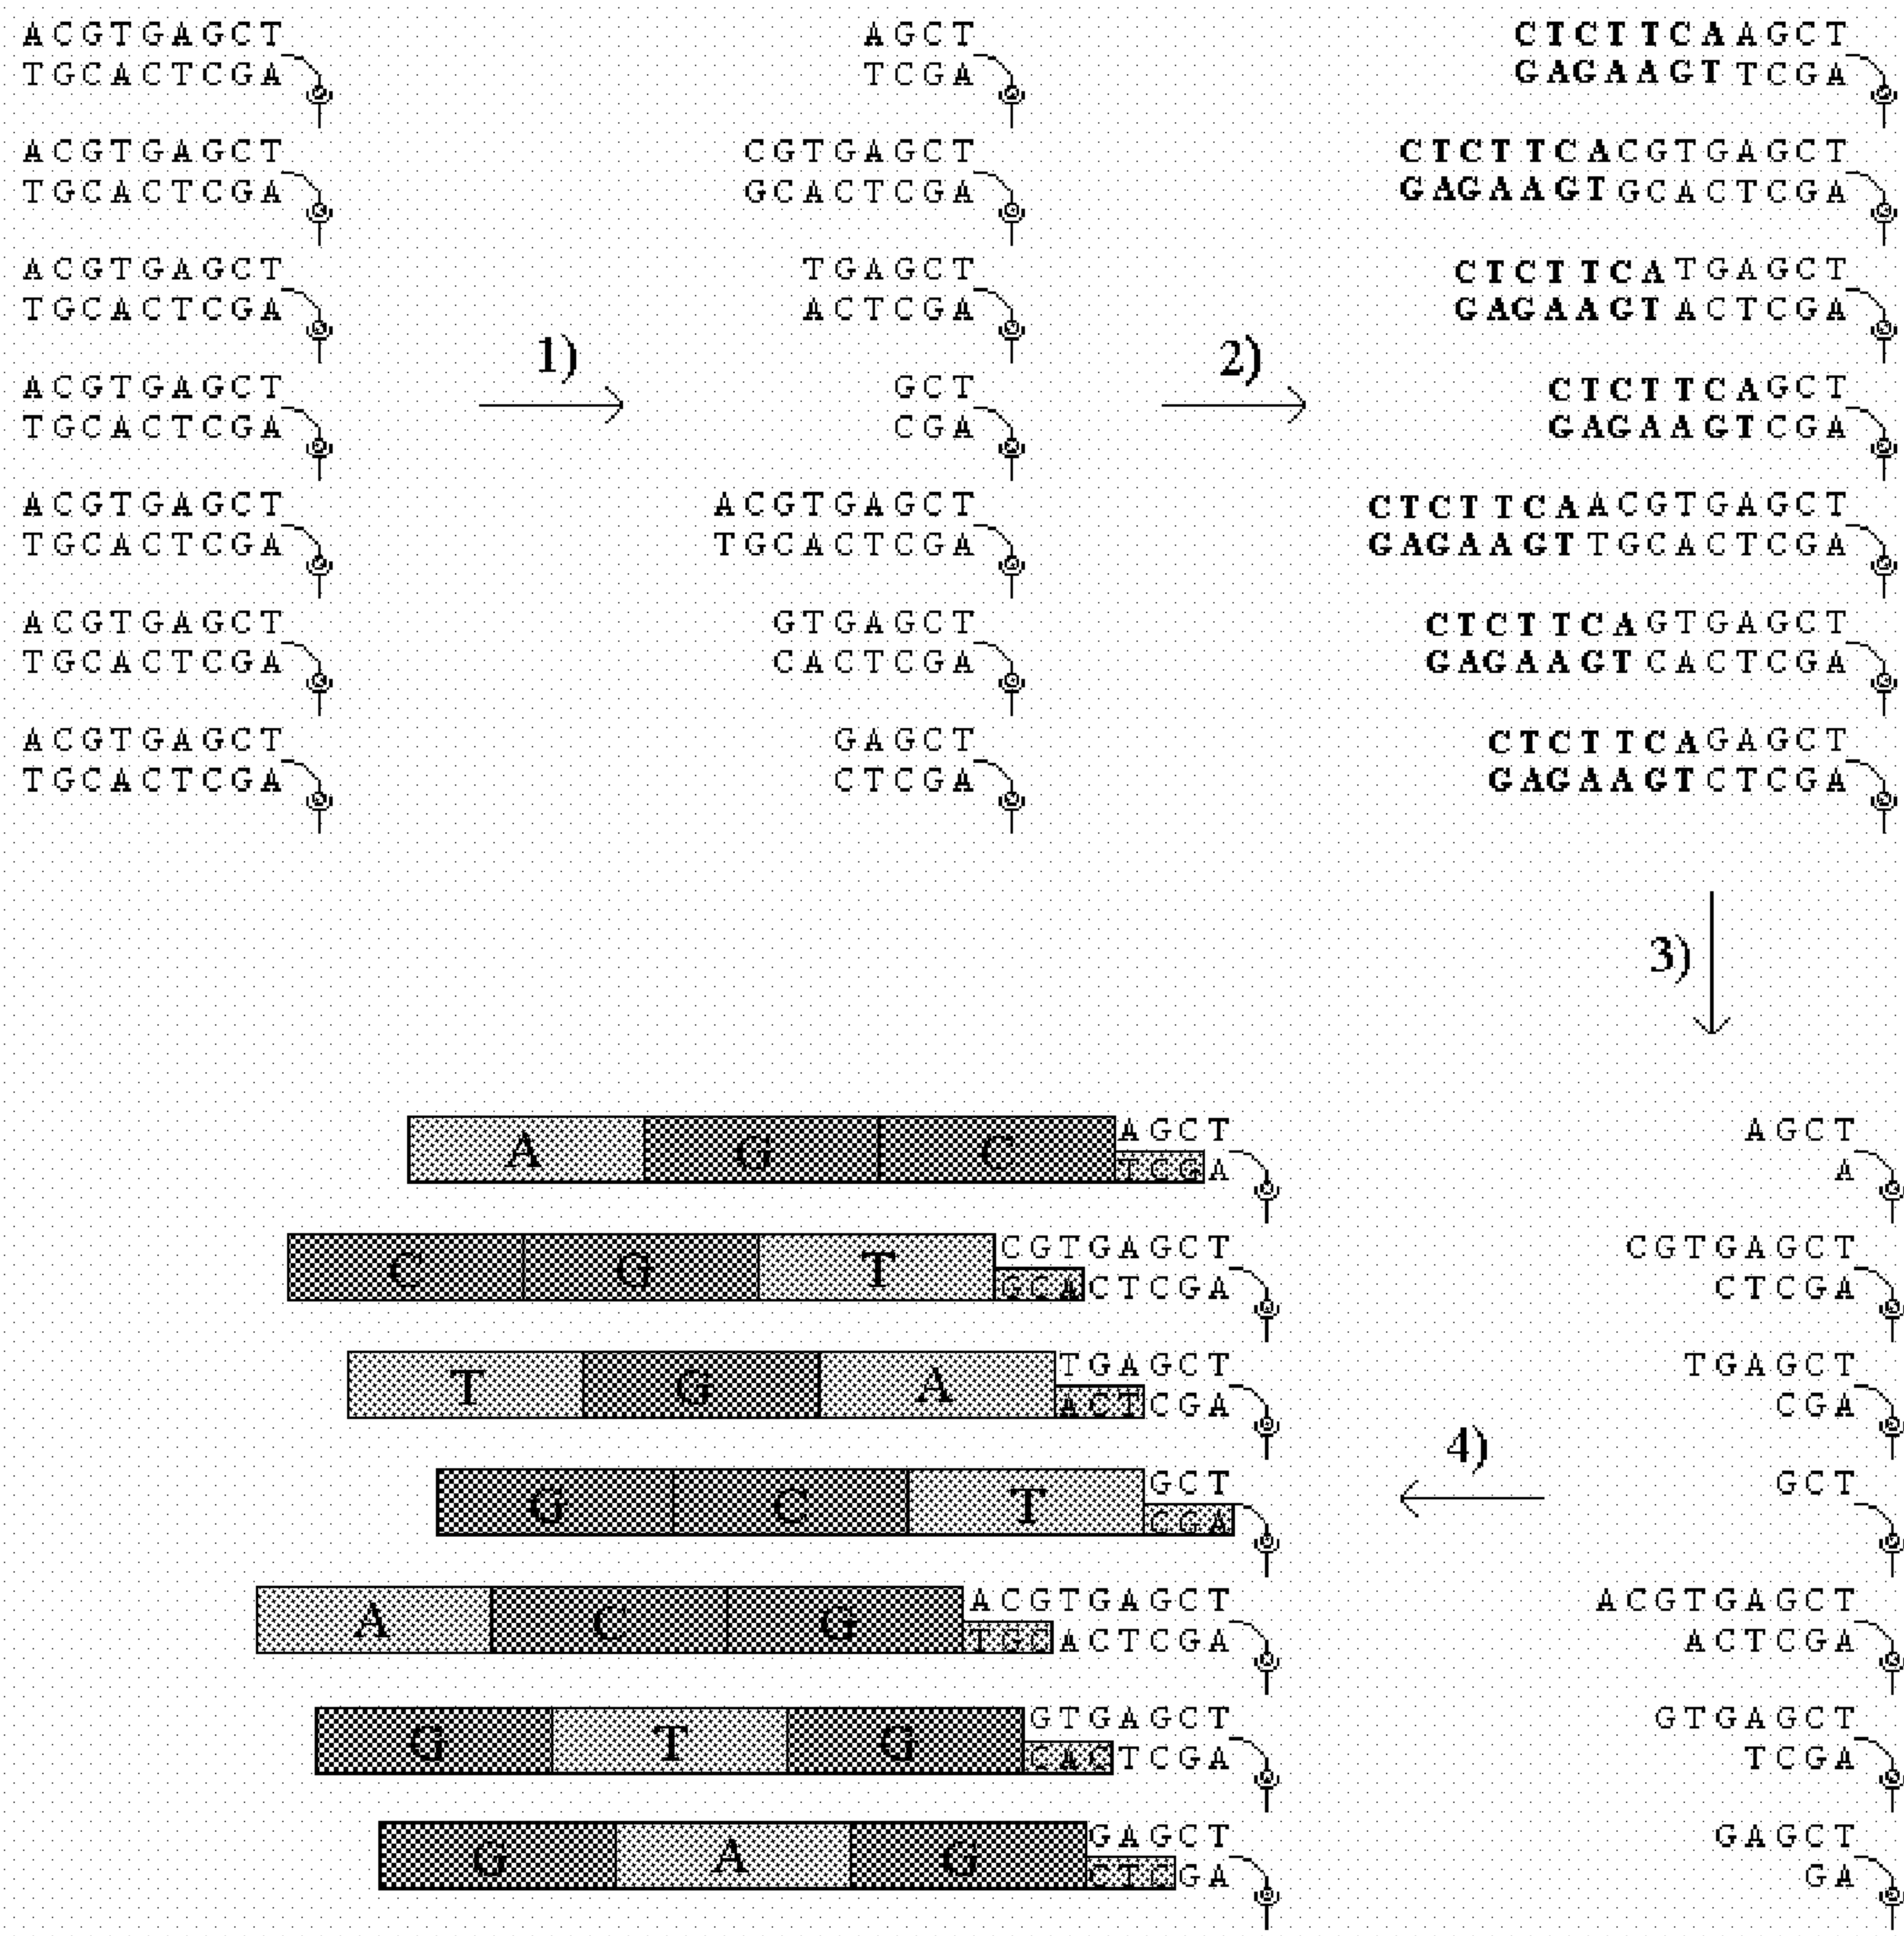 ACGTGAGCT
TGCACTCGA
ACGTGAGCT
TGCACTCGA
ACGTGAGCT
TGCACTCGA
ACGTGAGCT
TGCACTCGA
ACGTGAGCT
TGCACTCGA
ACGTGAGCT
TGCACTCGA
ACGTGAGCT
TGCACTCGA
1)
AGCT
TCGA
CGTGAGCT
GCACTCGA
TGAGCT
ACTCGA
GCT
CGA
ACGTGAGCT
TGCACTCGA
GTGAGCT
CACTCGA
GAGCT
CTCGA
2)
CTCTTCAAGCT
GAGAAGTTCGA
CTCTTCACGTGAGCT
GAGAAGTGCACTCGA
CTCTTCATGAGCT
GAGAAGTACTCGA
CTCTTCAGCT
GAGAAGTCGA
CTCTTCAACGTGAGCT
GAGAAGTTGCACTCGA
CTCTTCAGTGAGCT
GAGAAGTCACTCGA
CTCTTCAGAGCT
GAGAAGTCTCGA
3)
AGCT
A
CGTGAGCT
CTCGA
TGAGCT
CGA
GCT
ACGTGAGCT
ACTCGA
GTGAGCT
TCGA
GAGCT
GA
4)
A G C AGCT
TCGA
C G T CGTGAGCT
GCACTCGA
T G A TGAGCT
ACTCGA
G C T GCT
CGA
A C G ACGTGAGCT
TGCACTCGA
G T G GTGAGCT
CACTCGA
G A G GAGCT
CTCGA